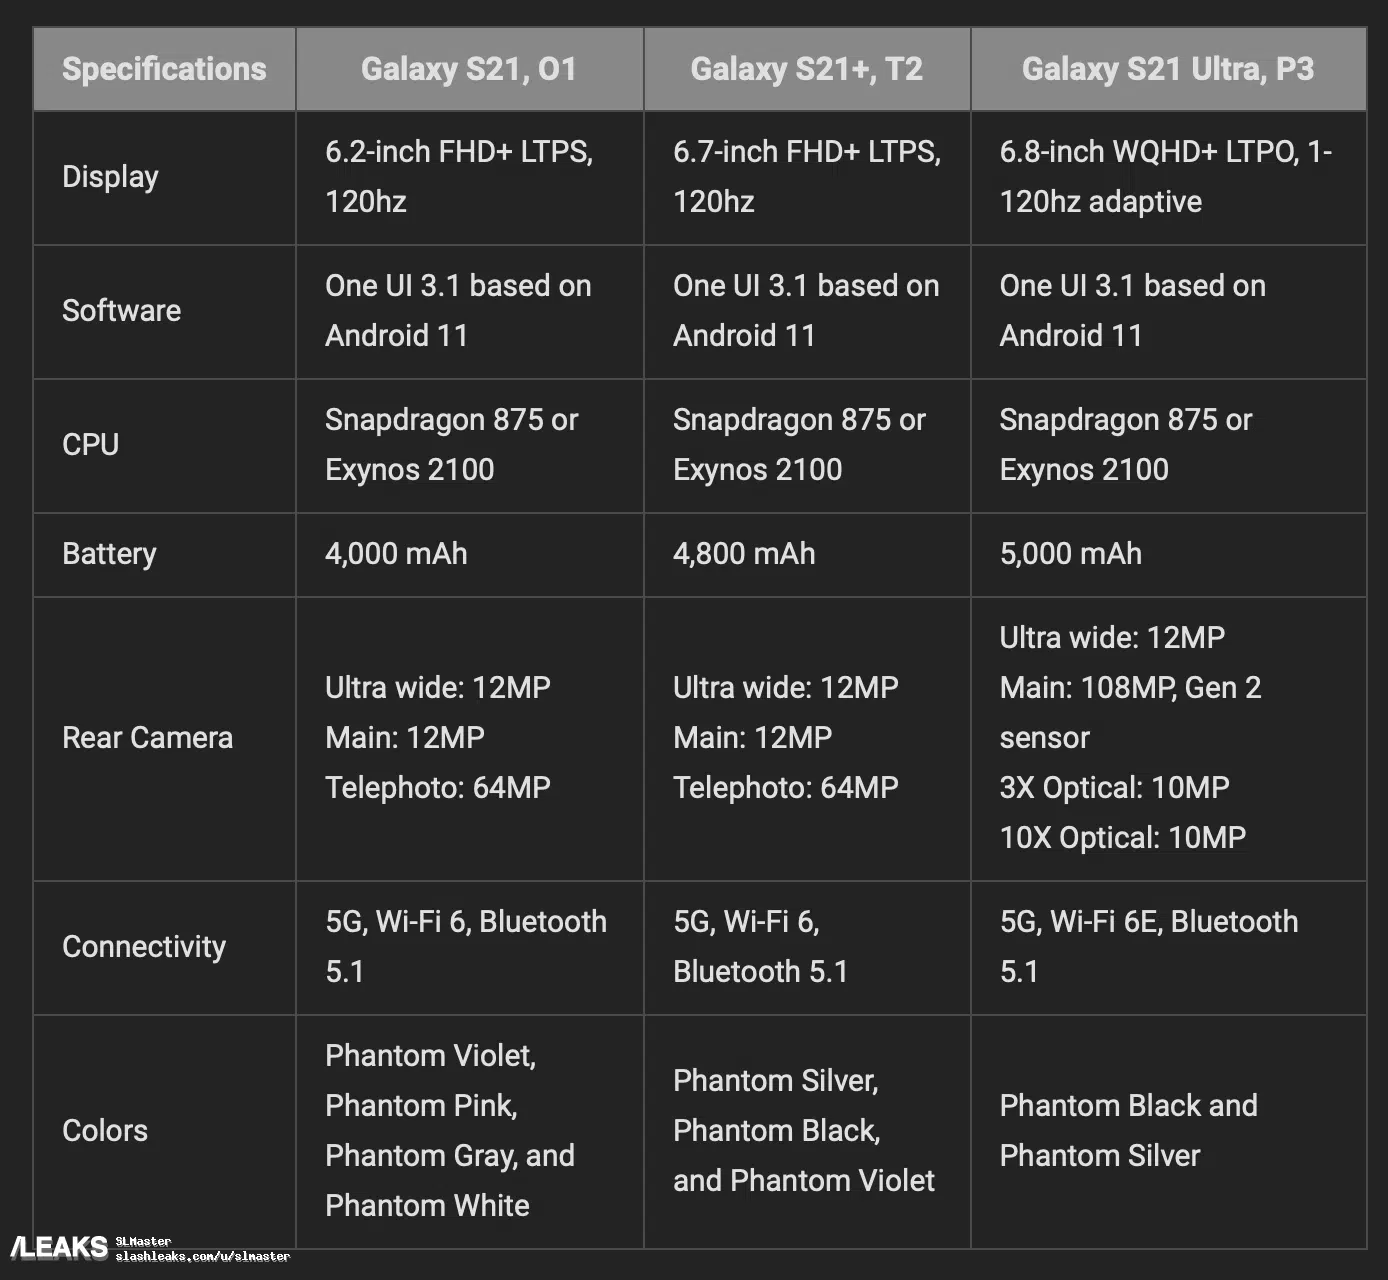 Specifications
Galaxy S21, O1
Galaxy S21+, T2
Galaxy S21 Ultra, P3
Display
6.2-inch FHD+ LTPS,
120hz
6.7-inch FHD+ LTPS,
120hz
6.8-inch WQHD+ LTPO, 1-
120hz adaptive
Software
One UI 3.1 based on
Android 11
One UI 3.1 based on
Android 11
One UI 3.1 based on
Android 11
CPU
Snapdragon 875 or
Exynos 2100
Snapdragon 875 or
Exynos 2100
Snapdragon 875 or
Exynos 2100
Battery
4,000 mAh
4,800 mAh
5,000 mAh
Rear Camera
Ultra wide: 12MP
Main: 12MP
Telephoto: 64MP
Ultra wide: 12MP
Main: 12MP
Telephoto: 64MP
Ultra wide: 12MP
Main: 108MP, Gen 2
sensor
3X Optical: 10MP
10X Optical: 10MP
Connectivity
5G, Wi-Fi 6, Bluetooth
5.1
5G, Wi-Fi 6,
Bluetooth 5.1
5G, Wi-Fi 6E, Bluetooth
5.1
Colors
Phantom Violet,
Phantom Pink,
Phantom Gray, and
Phantom White
Phantom Silver,
Phantom Black,
and Phantom Violet
Phantom Black and
Phantom Silver
/LEAKS
SLMaster
slashleaks.com/u/slmaster